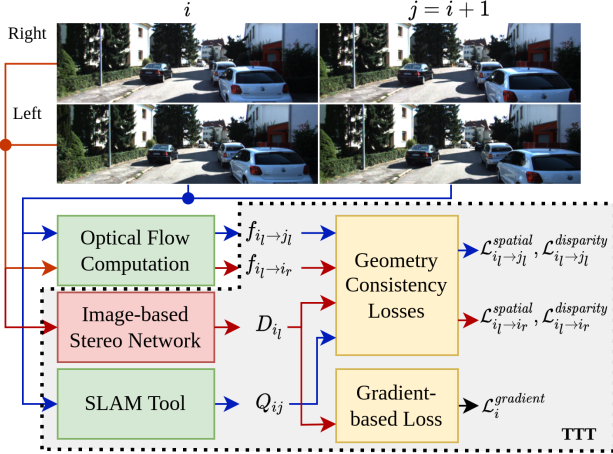 i
j = i + 1
Right
Left
Optical Flow
Computation
f_{i_l→j_l}
f_{i_l→i_r}
Geometry
Consistency
Losses
ℒ^{spatial}_{i_l→j_l}, ℒ^{disparity}_{i_l→j_l}
ℒ^{spatial}_{i_l→i_r}, ℒ^{disparity}_{i_l→i_r}
Image-based
Stereo Network
D_{i_l}
SLAM Tool
Q_{ij}
Gradient-
based Loss
ℒ^{gradient}_i
TTT